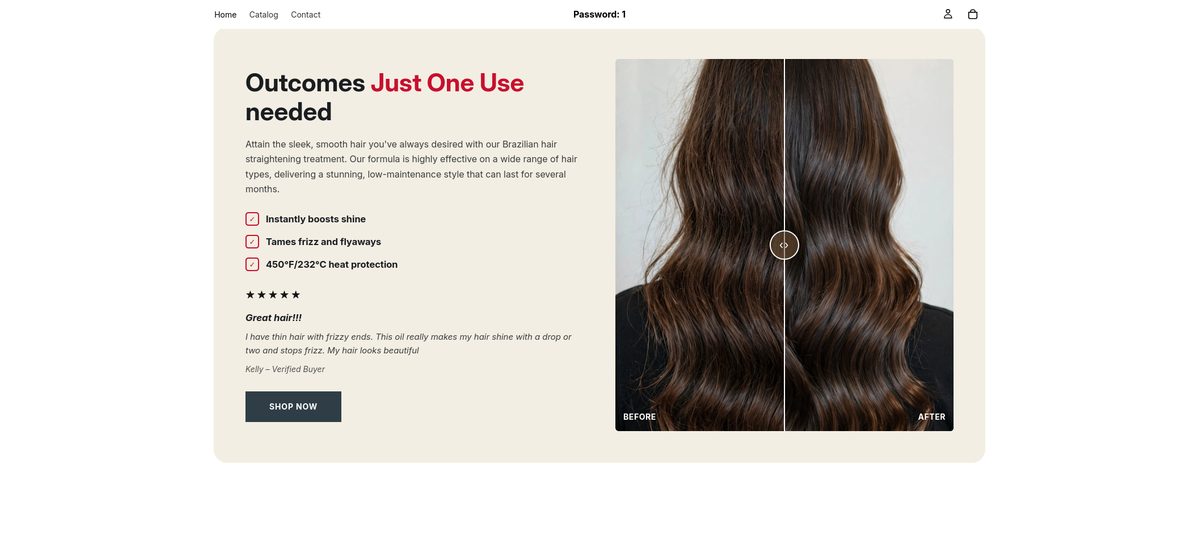 Home Catalog Contact Password: 1
Outcomes Just One Use
needed
Attain the sleek, smooth hair you've always desired with our Brazilian hair
straightening treatment. Our formula is highly effective on a wide range of hair
types, delivering a stunning, low-maintenance style that can last for several
months.
✓ Instantly boosts shine
✓ Tames frizz and flyaways
✓ 450°F/232°C heat protection
★★★★★
Great hair!!!
I have thin hair with frizzy ends. This oil really makes my hair shine with a drop or
two and stops frizz. My hair looks beautiful
Kelly – Verified Buyer
SHOP NOW
BEFORE AFTER